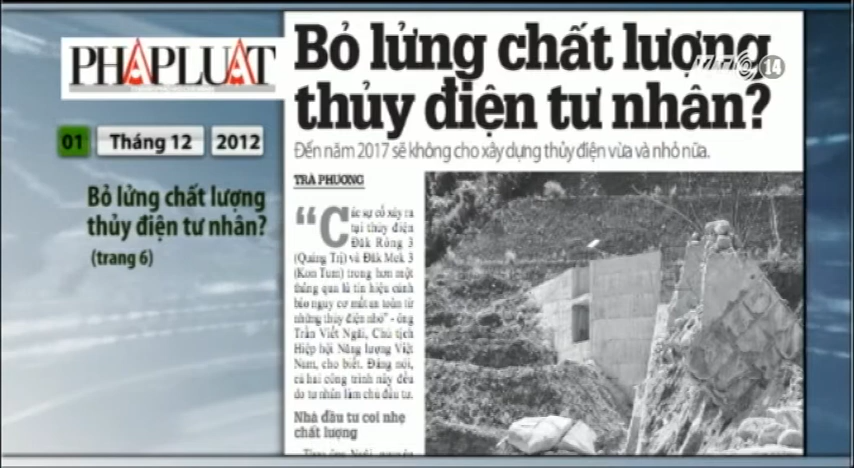 PHÁP LUẬT
01 Tháng 12 2012
Bỏ lửng chất lượng
thủy điện tư nhân?
(trang 6)
14
Bỏ lửng chất lượng
thủy điện tư nhân?
Đến năm 2017 sẽ không cho xây dựng thủy điện vừa và nhỏ nữa.
TRÀ PHƯƠNG
“Các sự cố xảy ra
tại thủy điện
Đăk Rông 3
(Quảng Trị) và Đăk Mek 3
(Kon Tum) trong hơn một
tháng qua là tín hiệu cảnh
báo nguy cơ mất an toàn từ
những thủy điện nhỏ” - ông
Trần Viết Ngãi, Chủ tịch
Hiệp hội Năng lượng Việt
Nam, cho biết. Đáng nói,
cả hai công trình này đều
do tư nhân làm chủ đầu tư.
Nhà đầu tư coi nhẹ
chất lượng